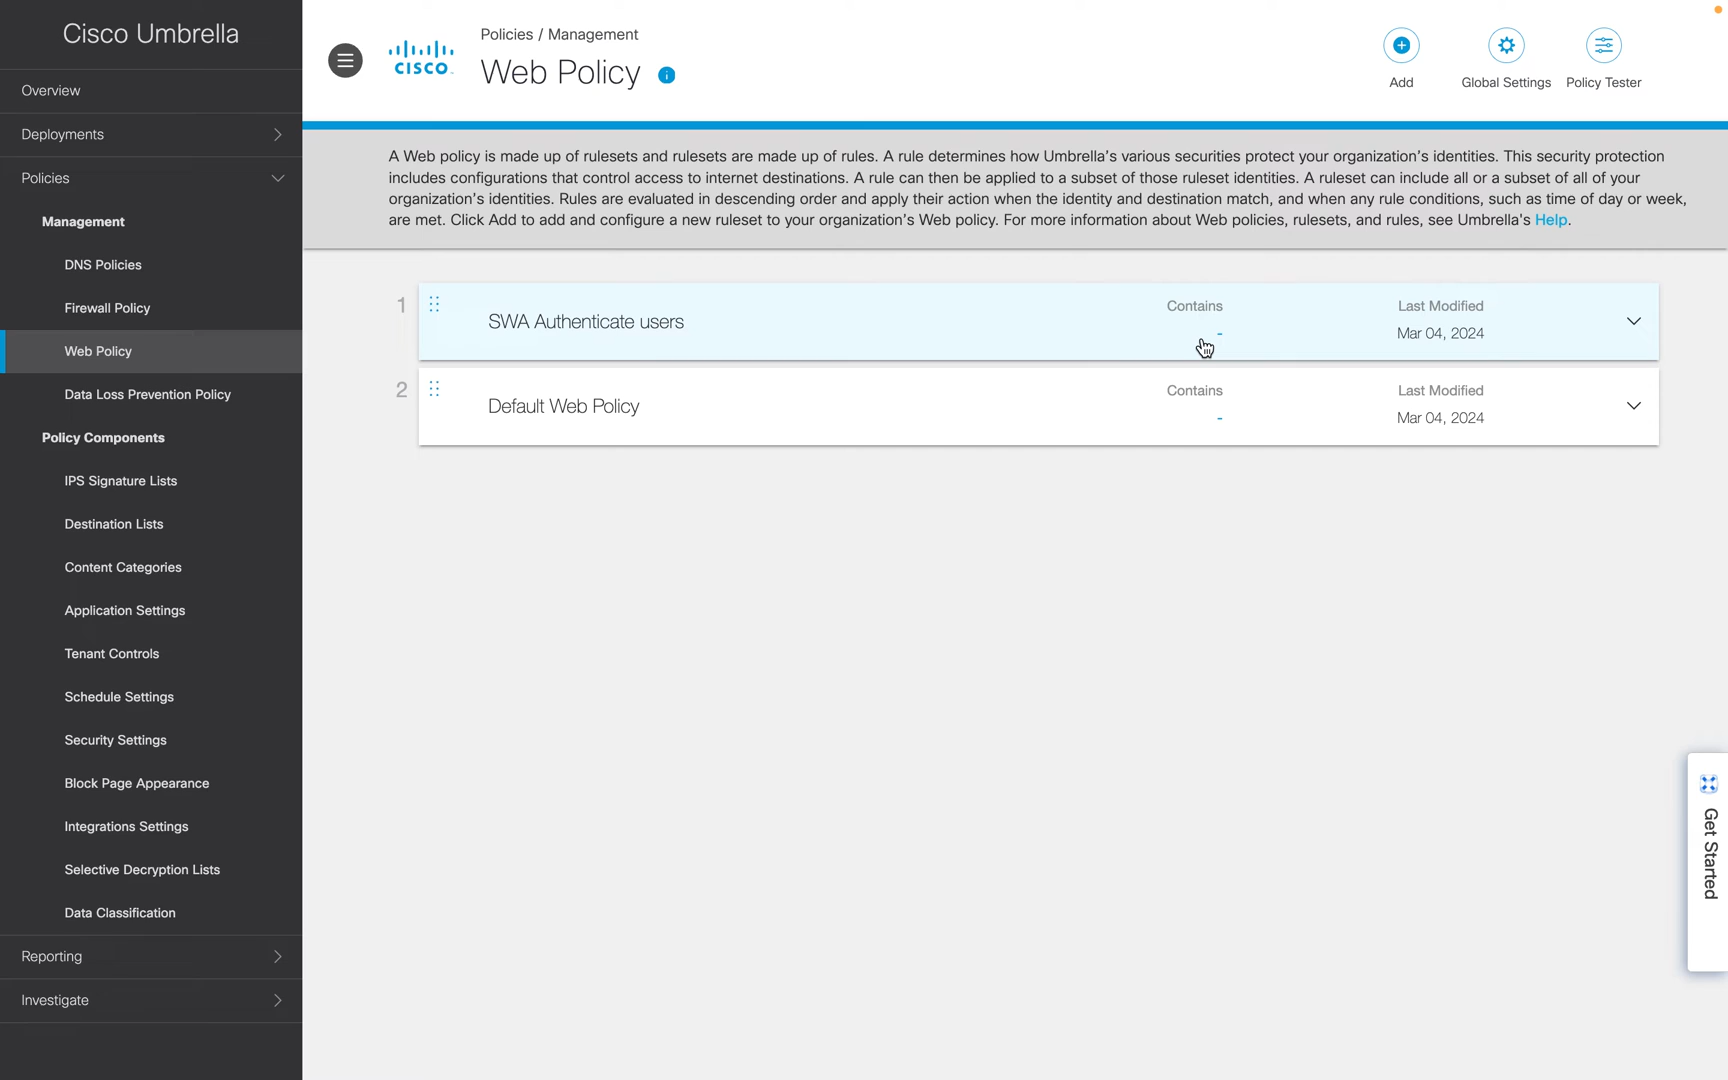 Cisco Umbrella
Overview
Deployments
Policies
Management
DNS Policies
Firewall Policy
Web Policy
Data Loss Prevention Policy
Policy Components
IPS Signature Lists
Destination Lists
Content Categories
Application Settings
Tenant Controls
Schedule Settings
Security Settings
Block Page Appearance
Integrations Settings
Selective Decryption Lists
Data Classification
Reporting
Investigate
CISCO
Policies / Management
Web Policy
Add
Global Settings
Policy Tester
A Web policy is made up of rulesets and rulesets are made up of rules. A rule determines how Umbrella's various securities protect your organization's identities. This security protection
includes configurations that control access to internet destinations. A rule can then be applied to a subset of those ruleset identities. A ruleset can include all or a subset of all of your
organization's identities. Rules are evaluated in descending order and apply their action when the identity and destination match, and when any rule conditions, such as time of day or week,
are met. Click Add to add and configure a new ruleset to your organization's Web policy. For more information about Web policies, rulesets, and rules, see Umbrella's Help.
1
SWA Authenticate users
Contains
-
Last Modified
Mar 04, 2024
2
Default Web Policy
Contains
-
Last Modified
Mar 04, 2024
Get Started